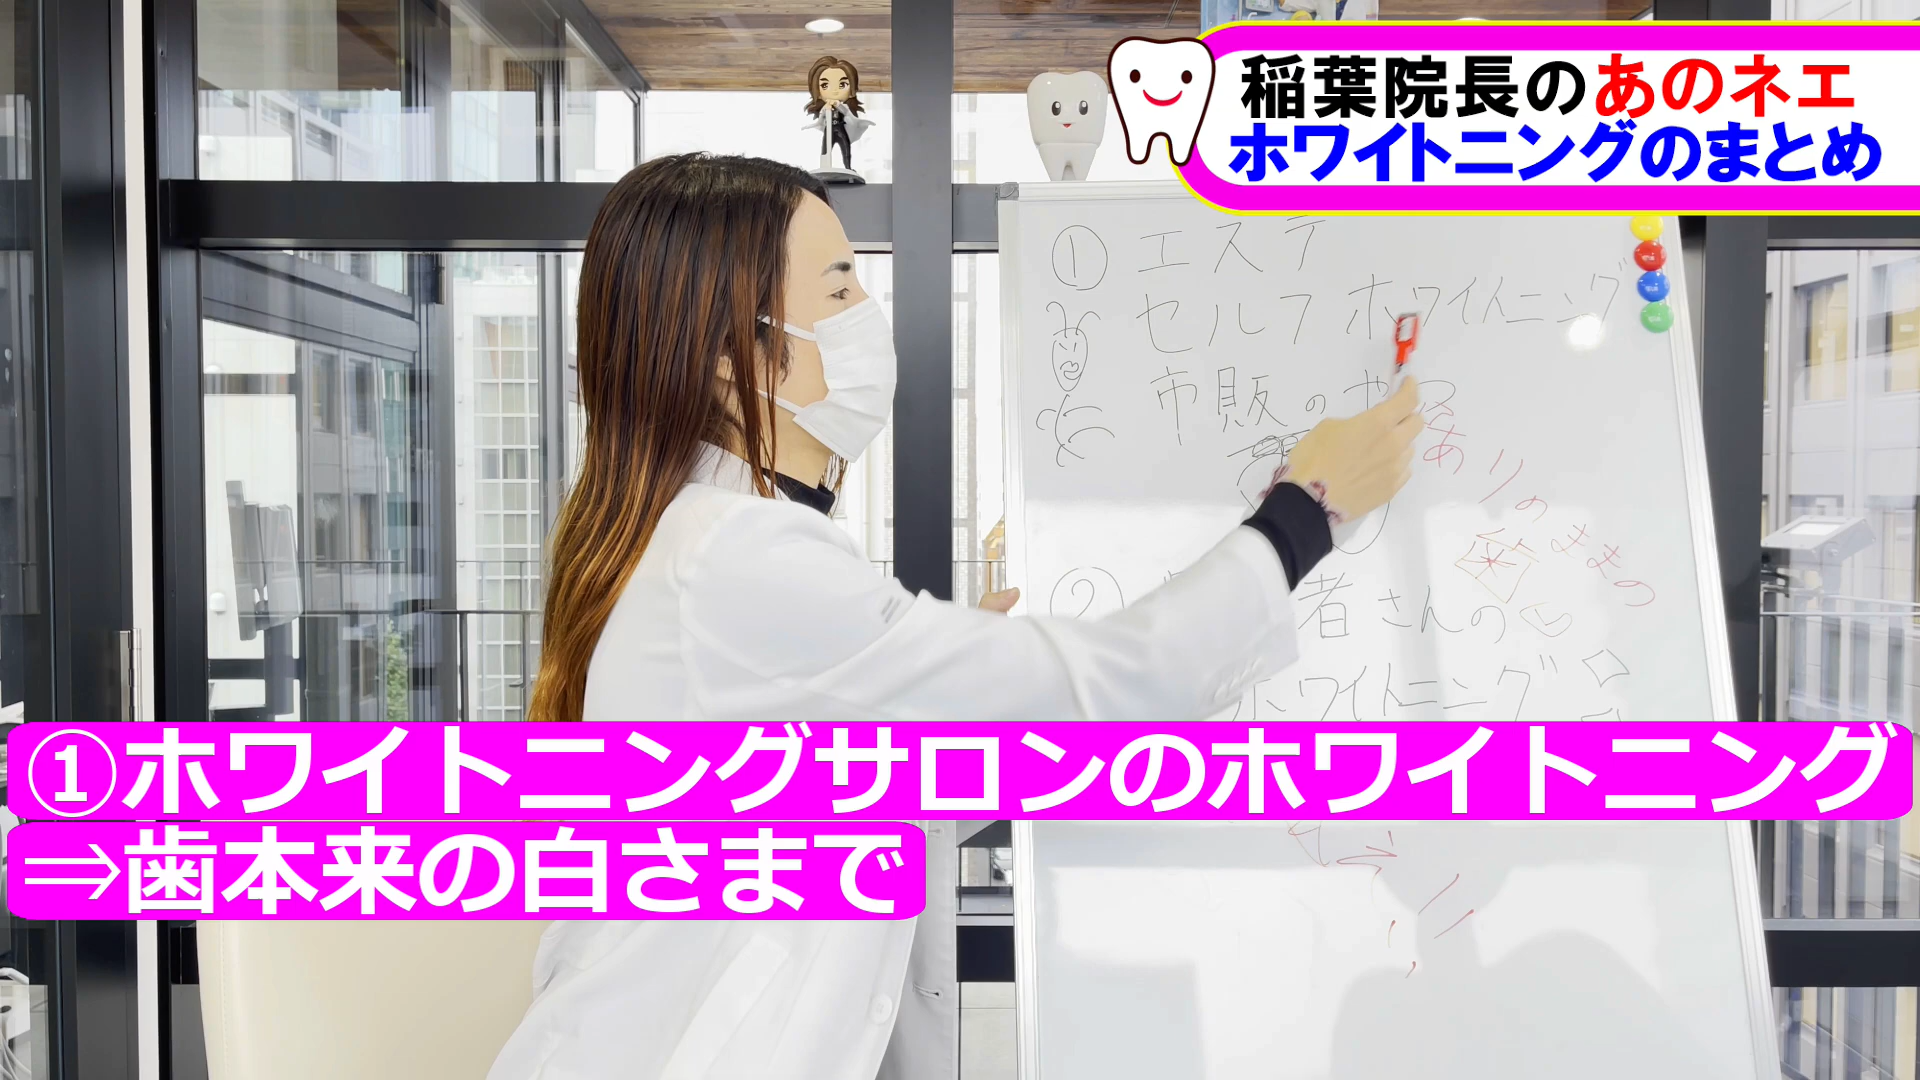 稲葉院長のあのネエ
ホワイトニングのまとめ
① エステ
セルフホワイトニング
市販のや
ありの
歯ままの
② 者さんの
ホワイトニング
①ホワイトニングサロンのホワイトニング
⇒歯本来の白さまで